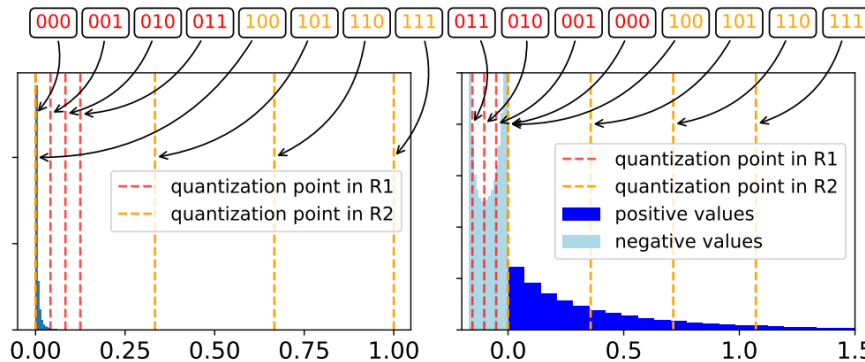 000 001 010 011 100 101 110 111 011 010 001 000 100 101 110 111
quantization point in R1
quantization point in R2
quantization point in R1
quantization point in R2
positive values
negative values
0.00 0.25 0.50 0.75 1.00 0.0 0.5 1.0 1.5